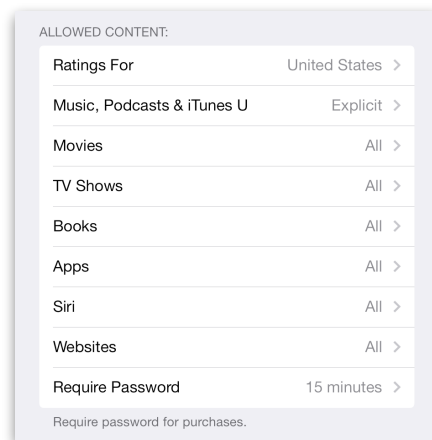 ALLOWED CONTENT:
Ratings For United States >
Music, Podcasts & iTunes U Explicit >
Movies All >
TV Shows All >
Books All >
Apps All >
Siri All >
Websites All >
Require Password 15 minutes >
Require password for purchases.